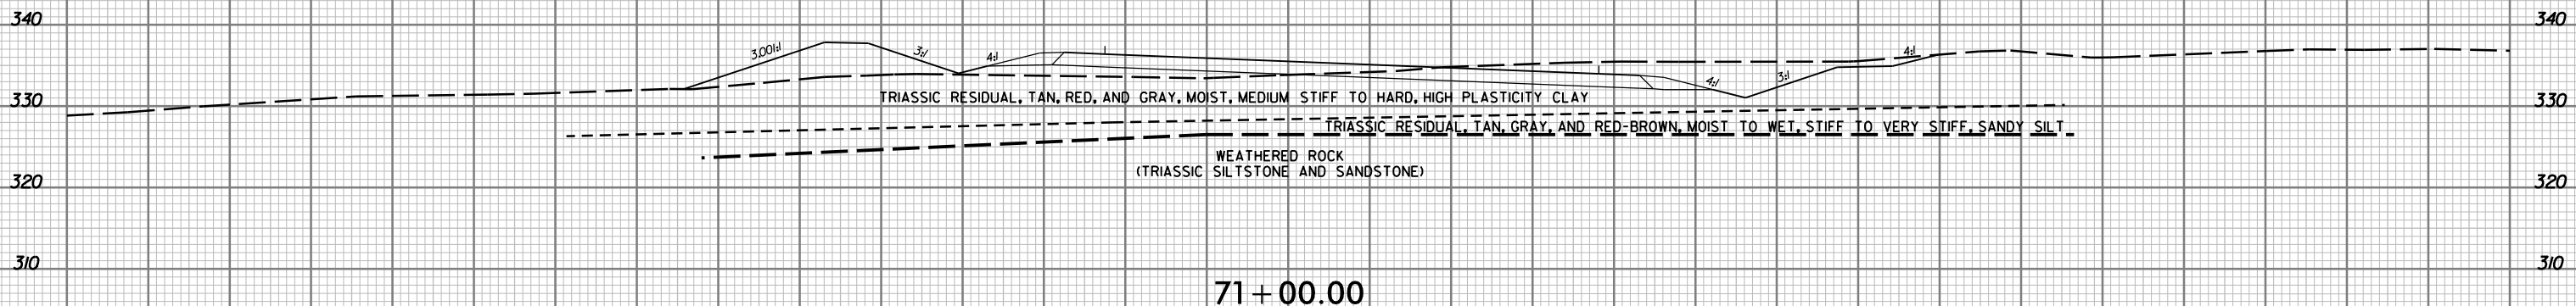 340 340
3.00:1 3:1 4:1 4:1
4:1 3:1
330 TRIASSIC RESIDUAL, TAN, RED, AND GRAY, MOIST, MEDIUM STIFF TO HARD, HIGH PLASTICITY CLAY 330
TRIASSIC RESIDUAL, TAN, GRAY, AND RED-BROWN, MOIST TO WET, STIFF TO VERY STIFF, SANDY SILT
WEATHERED ROCK
(TRIASSIC SILTSTONE AND SANDSTONE)
320 320
310 310
71+00.00